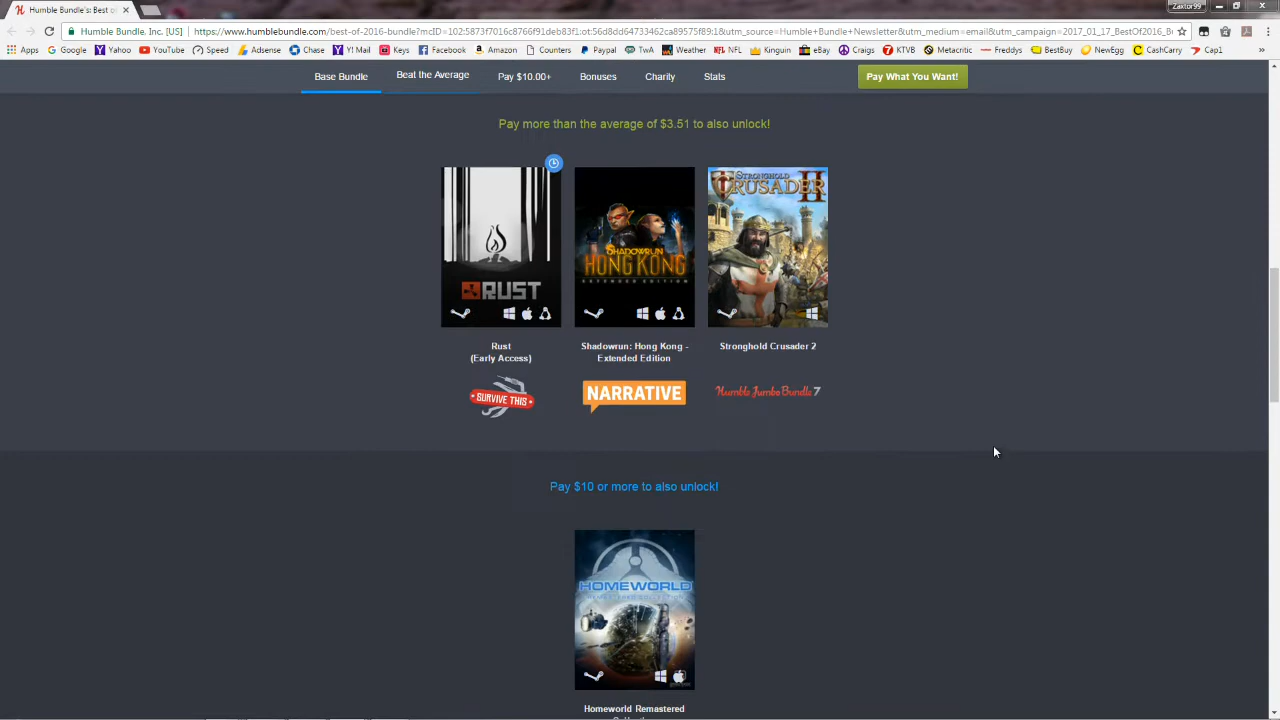 Zaxtor99
Humble Bundle's: Best of
Humble Bundle, Inc. [US]
https://www.humblebundle.com/best-of-2016-bundle?mcID=102:5873f7016c8766f91deb83f1:ot:56d8dd64733462ca89575f89:1&utm_source=Humble+Bundle+Newsletter&utm_medium=email&utm_campaign=2017_01_17_BestOf2016_B
Apps Google Yahoo YouTube Speed Adsense Chase Y! Mail Keys Facebook Amazon Counters Paypal TwA Weather NFL Kinguin eBay Craigs KTVB Metacritic Freddys BestBuy NewEgg CashCarry Cap1
Base Bundle
Beat the Average
Pay $10.00+
Bonuses
Charity
Stats
Pay What You Want!
Pay more than the average of $3.51 to also unlock!
RUST
SHADOWRUN
HONG KONG
EXTENDED EDITION
STRONGHOLD
CRUSADER II
Rust
(Early Access)
Shadowrun: Hong Kong -
Extended Edition
Stronghold Crusader 2
SURVIVE THIS
NARRATIVE
Humble Jumbo Bundle 7
Pay $10 or more to also unlock!
HOMEWORLD
Homeworld Remastered